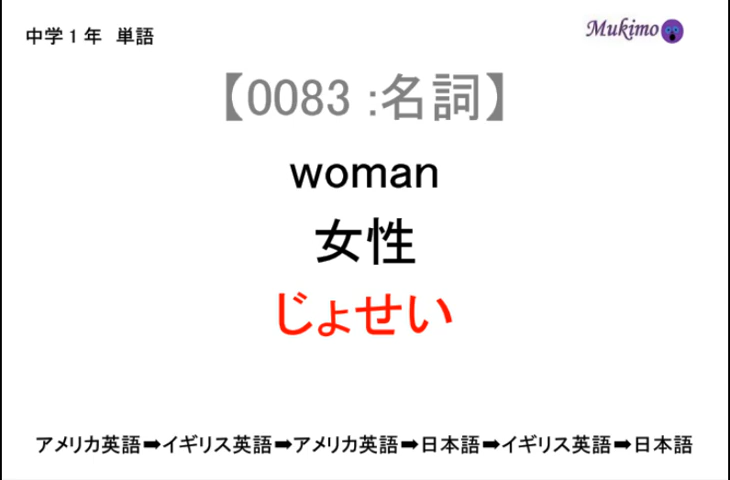 中学1年 単語
Mukimo
【0083 :名詞】
woman
女性
じょせい
アメリカ英語➡イギリス英語➡アメリカ英語➡日本語➡イギリス英語➡日本語